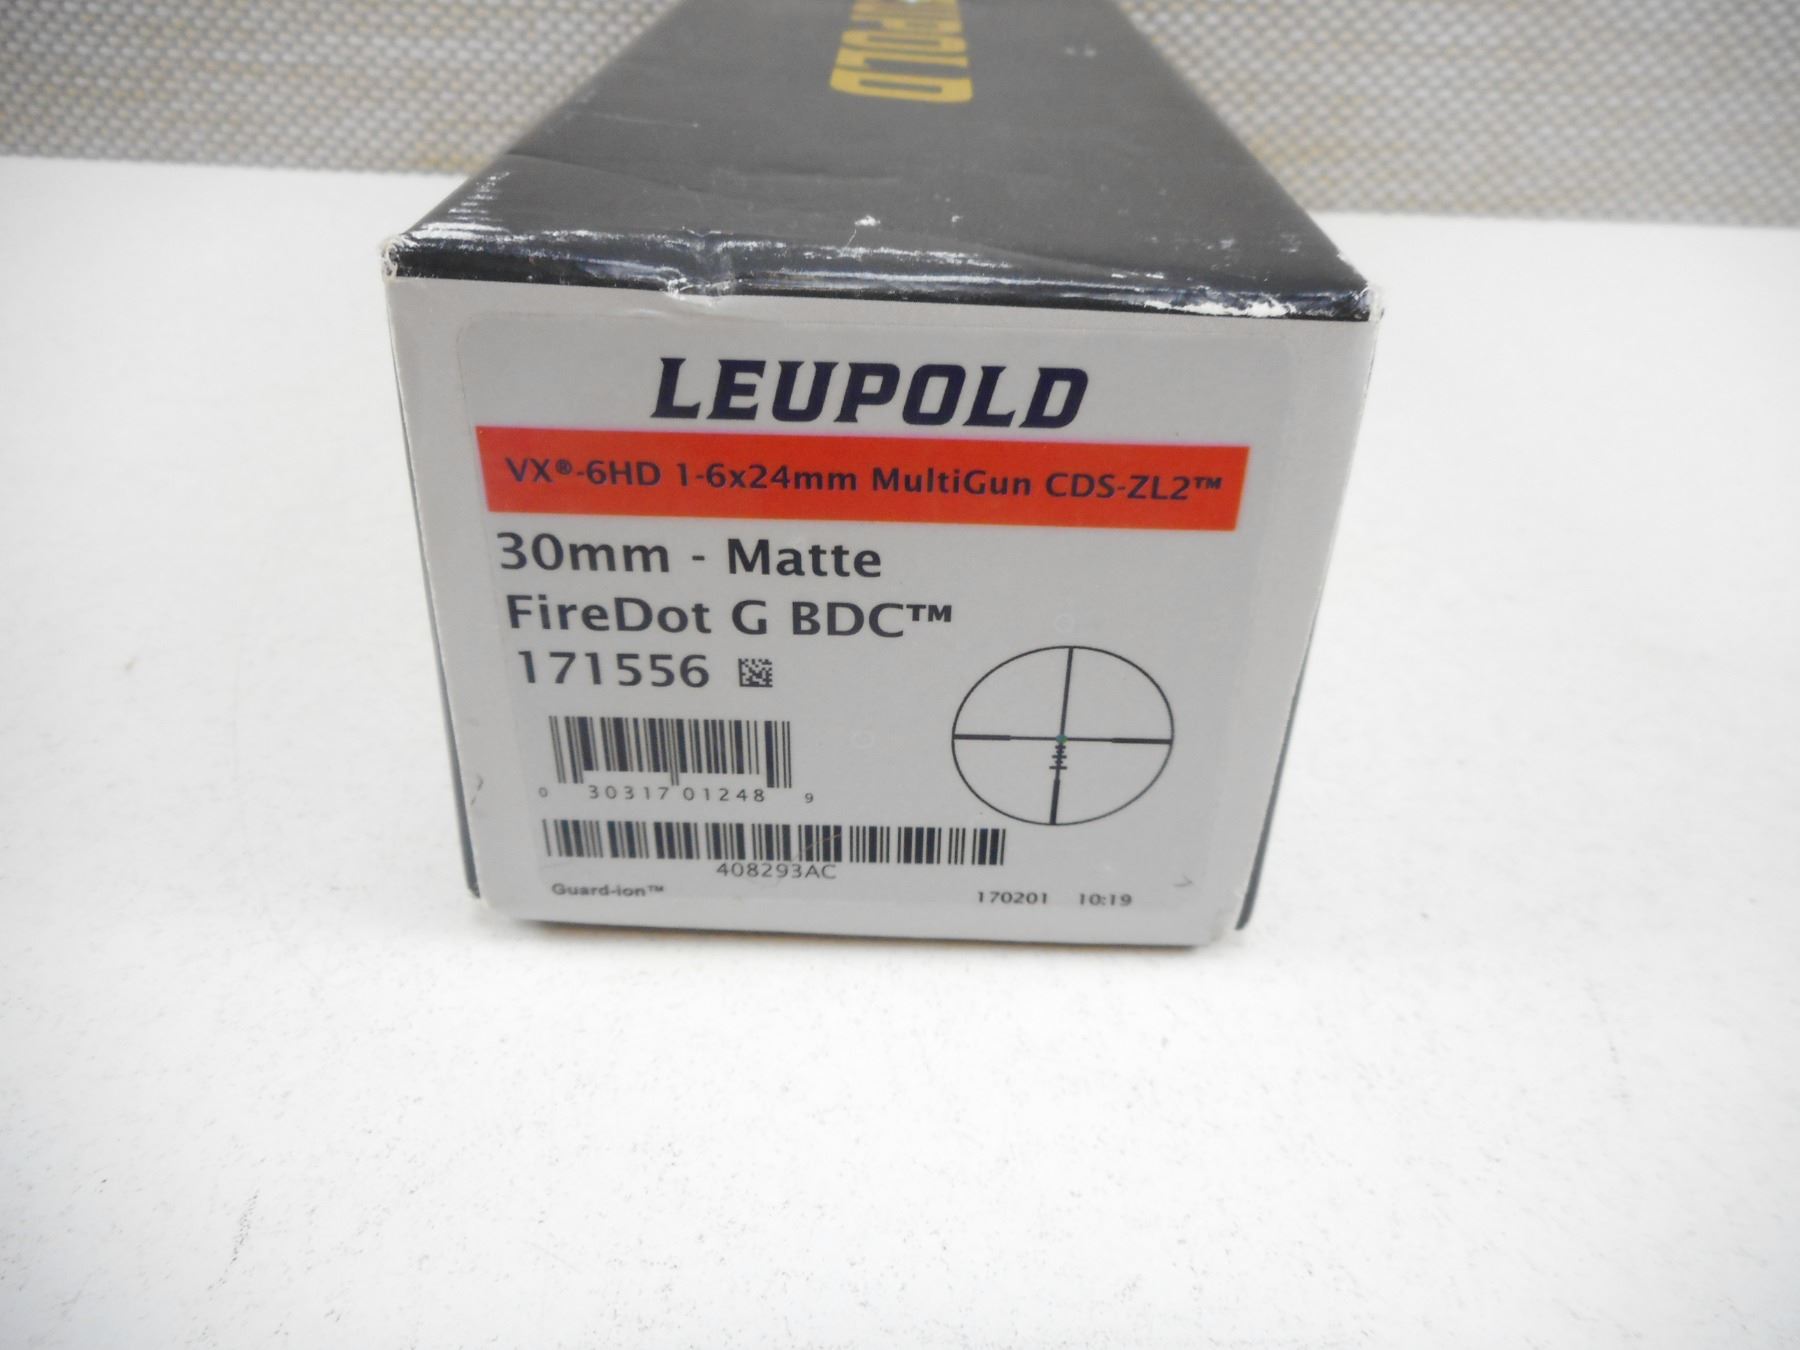 UPOLD
LEUPOLD
VX®-6HD 1-6x24mm MultiGun CDS-ZL2™
30mm - Matte
FireDot G BDC™
171556
0 30317 01248 9
408293AC
Guard-ion™
170201 10:19